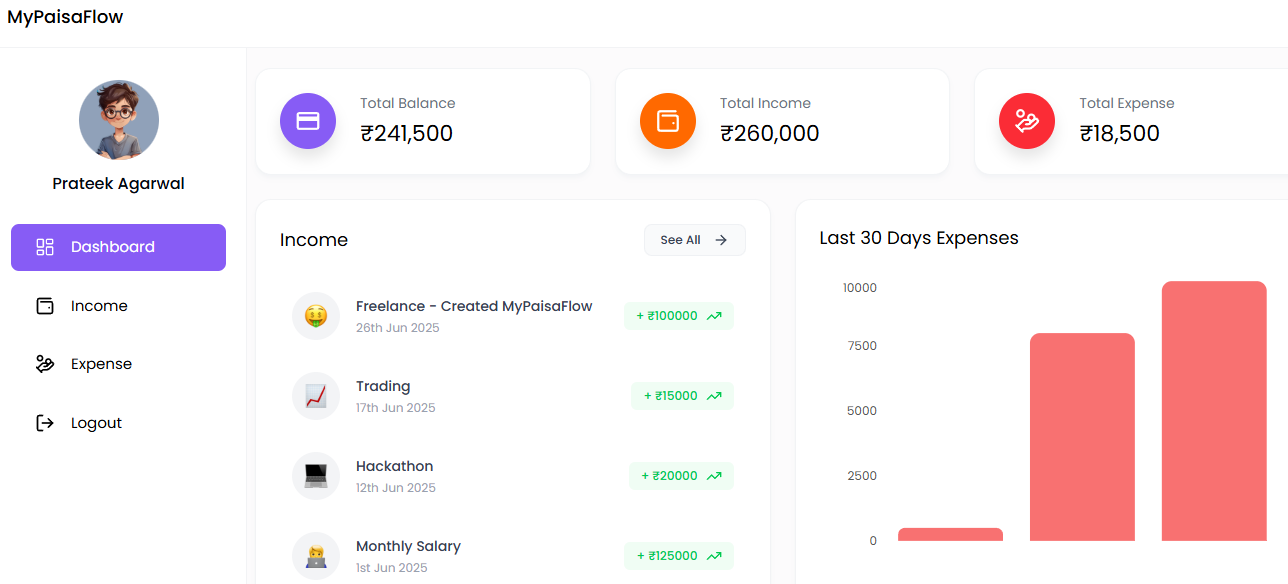 MyPaisaFlow
Prateek Agarwal
Dashboard
Income
Expense
Logout
Total Balance
₹241,500
Total Income
₹260,000
Total Expense
₹18,500
Income
See All
Freelance - Created MyPaisaFlow
26th Jun 2025
+ ₹100000
Trading
17th Jun 2025
+ ₹15000
Hackathon
12th Jun 2025
+ ₹20000
Monthly Salary
1st Jun 2025
+ ₹125000
Last 30 Days Expenses
10000
7500
5000
2500
0